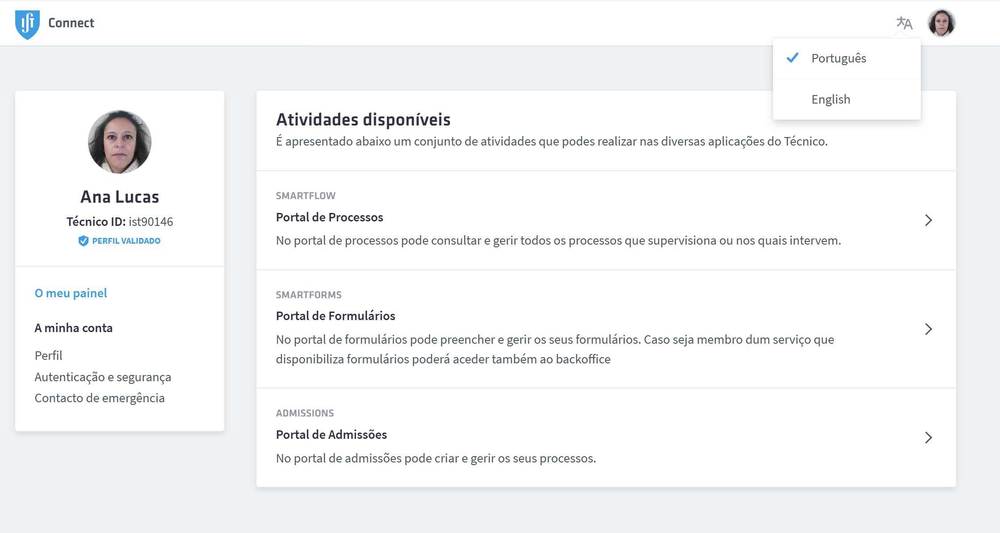 Connect
Português
English
Ana Lucas
Técnico ID: ist90146
PERFIL VALIDADO
O meu painel
A minha conta
Perfil
Autenticação e segurança
Contacto de emergência
Atividades disponíveis
É apresentado abaixo um conjunto de atividades que podes realizar nas diversas aplicações do Técnico.
SMARTFLOW
Portal de Processos
No portal de processos pode consultar e gerir todos os processos que supervisiona ou nos quais intervem.
SMARTFORMS
Portal de Formulários
No portal de formulários pode preencher e gerir os seus formulários. Caso seja membro dum serviço que
disponibiliza formulários poderá aceder também ao backoffice
ADMISSIONS
Portal de Admissões
No portal de admissões pode criar e gerir os seus processos.